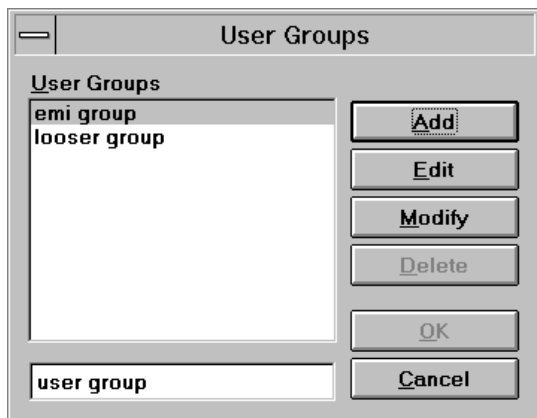 User Groups
User Groups
emi group
looser group
Add
Edit
Modify
Delete
OK
user group
Cancel